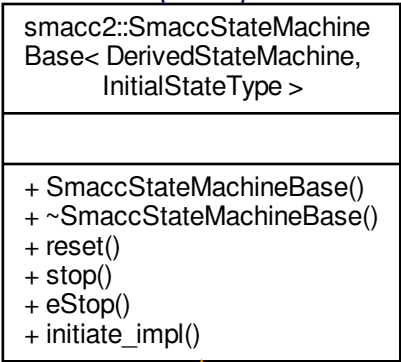 smacc2::SmaccStateMachine
Base< DerivedStateMachine,
InitialStateType >
+ SmaccStateMachineBase()
+ ~SmaccStateMachineBase()
+ reset()
+ stop()
+ eStop()
+ initiate_impl()